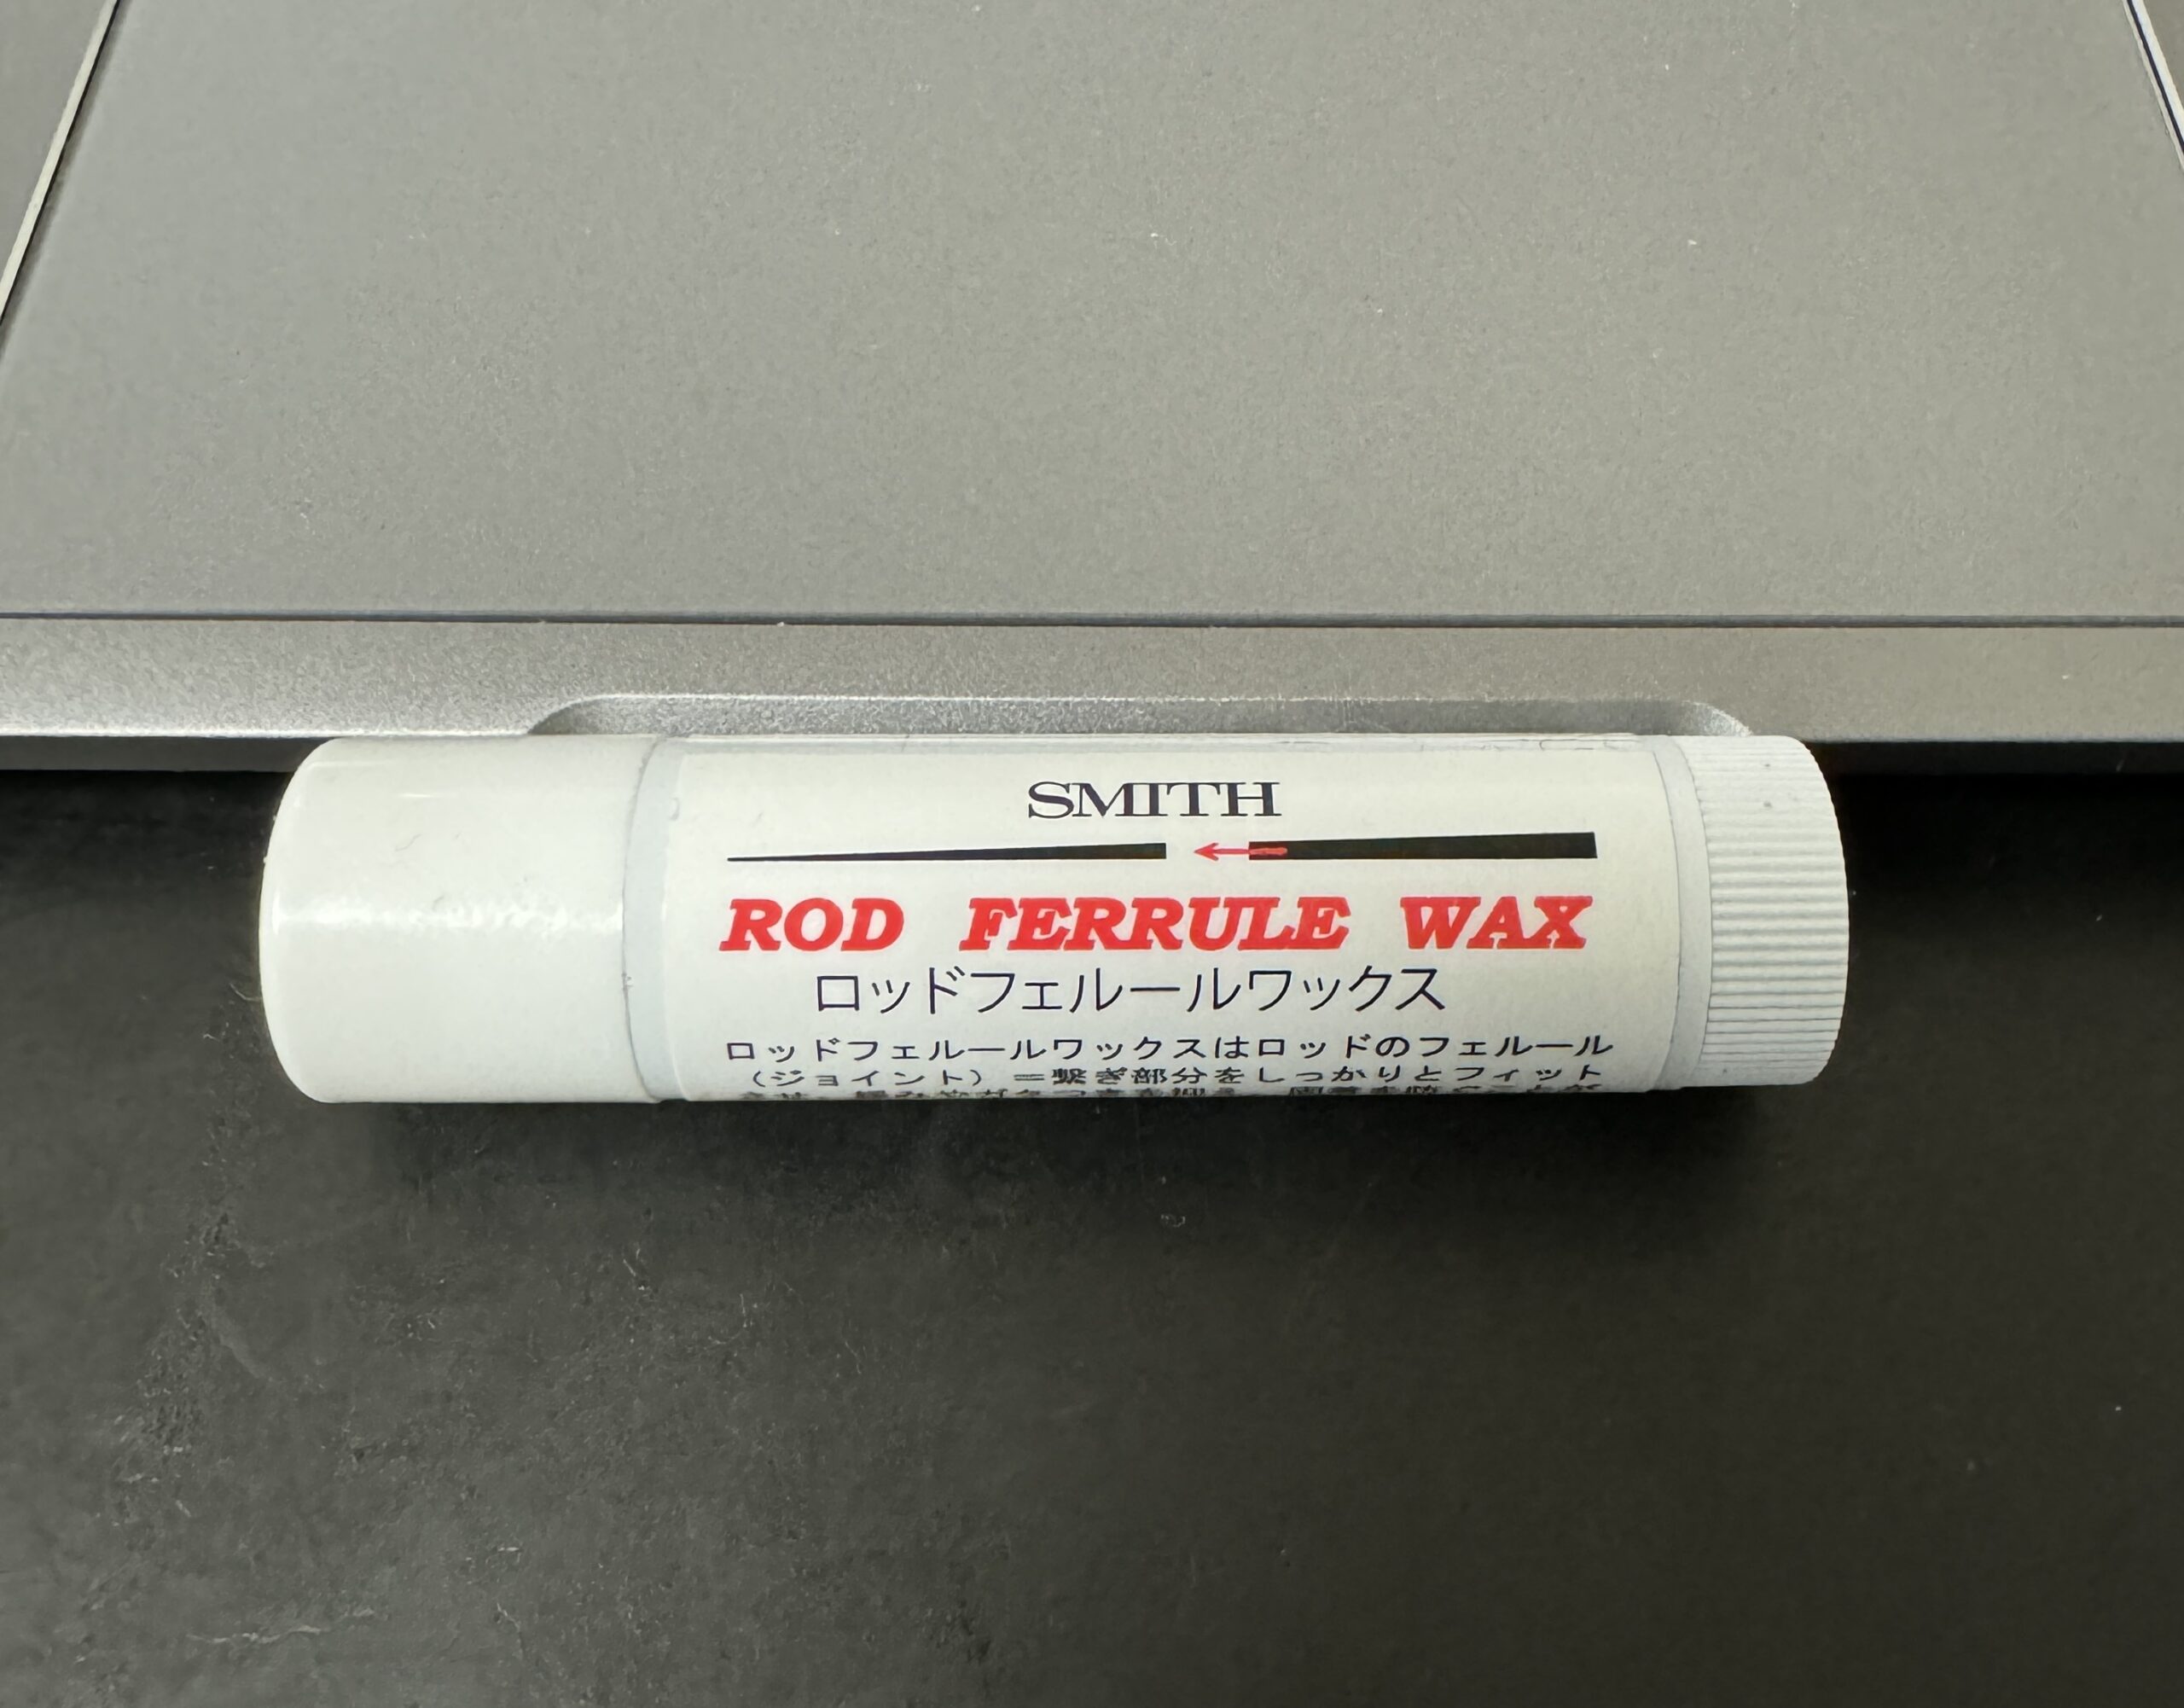 SMITH
ROD FERRULE WAX
ロッドフェルールワックス
ロッドフェルールワックスはロッドのフェルール
（ジョイント）＝繋ぎ部分をしっかりとフィット